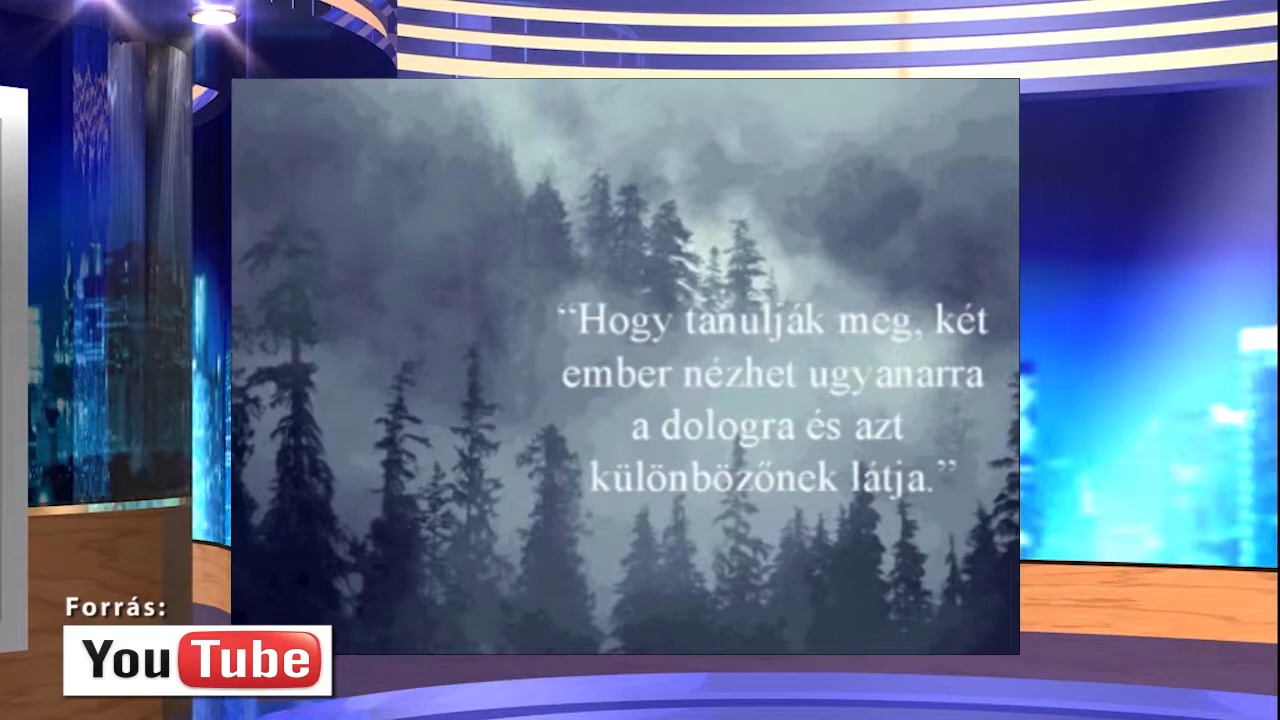 “Hogy tanulják meg, két
ember nézhet ugyanarra
a dologra és azt
különbözőnek látja.”
Forrás:
YouTube